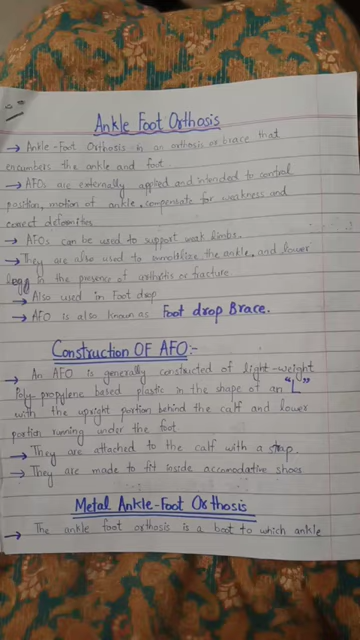 Ankle Foot Orthosis
→ Ankle-Foot Orthosis is an orthosis or brace that
encumbers the ankle and foot.
→ AFOs are externally applied and intended to control
position, motion of ankle, compensate for weakness and
correct deformities
→ AFOs can be used to support weak limbs.
→ They are also used to immobilize the ankle and lower
leg in the presence of arthritis or fracture
→ Also used in Foot drop
→ AFO is also known as Foot drop Brace.
Construction OF AFO:-
→ An AFO is generally constructed of light-weight
Poly-propylene based plastic in the shape of an "L"
with the upright portion behind the calf and lower
portion running under the foot
→ They are attached to the calf with a strap.
→ They are made to fit inside accomodative shoes
Metal Ankle-Foot Orthosis
→ The ankle foot orthosis is a boot to which ankle